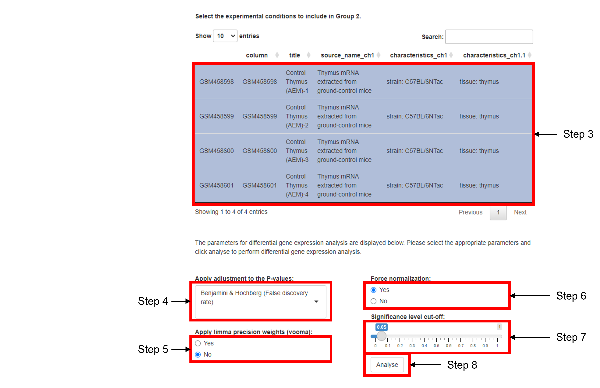 Select the experimental conditions to include in Group 2.
Show 10 entries Search:
column title source_name_ch1 characteristics_ch1 characteristics_ch1.1
GSM458598 GSM458598 Control Thymus (AEM)-1 Thymus mRNA extracted from ground-control mice strain: C57BL/6NTac tissue: thymus
GSM458599 GSM458599 Control Thymus (AEM)-2 Thymus mRNA extracted from ground-control mice strain: C57BL/6NTac tissue: thymus
Step 3
GSM458600 GSM458600 Control Thymus (AEM)-3 Thymus mRNA extracted from ground-control mice strain: C57BL/6NTac tissue: thymus
GSM458601 GSM458601 Control Thymus (AEM)-4 Thymus mRNA extracted from ground-control mice strain: C57BL/6NTac tissue: thymus
Showing 1 to 4 of 4 entries Previous 1 Next
The parameters for differential gene expression analysis are displayed below. Please select the appropriate parameters and
click analyse to perform differential gene expression analysis.
Apply adjustment to the P-values:
Benjamini & Hochberg (False discovery
rate)
Step 4
Force normalization:
Yes
No
Step 6
Apply limma precision weights (vooma):
Yes
No
Step 5
Significance level cut-off:
0.05 1
0 0.1 0.2 0.3 0.4 0.5 0.6 0.7 0.8 0.9 1
Step 7
Analyse
Step 8